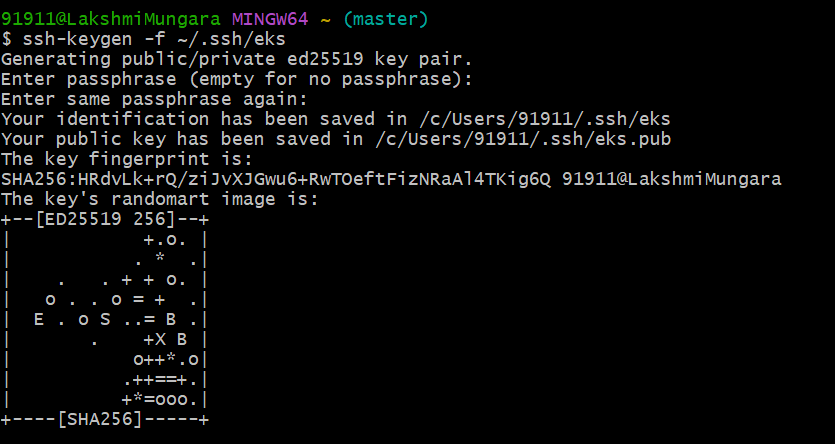 91911@LakshmiMungara MINGW64 ~ (master)
$ ssh-keygen -f ~/.ssh/eks
Generating public/private ed25519 key pair.
Enter passphrase (empty for no passphrase):
Enter same passphrase again:
Your identification has been saved in /c/Users/91911/.ssh/eks
Your public key has been saved in /c/Users/91911/.ssh/eks.pub
The key fingerprint is:
SHA256:HRdvLk+rQ/ziJvXJGwu6+RwTOeftFizNRaAl4TKig6Q 91911@LakshmiMungara
The key's randomart image is:
+--[ED25519 256]--+
|            +.o. |
|           . *  .|
|    .   . + + o. |
|   o . . o = +  .|
|  E . o S ..= B .|
|       .    +X B |
|           o++*.o|
|          .++==+.|
|          +*=ooo.|
+----[SHA256]-----+